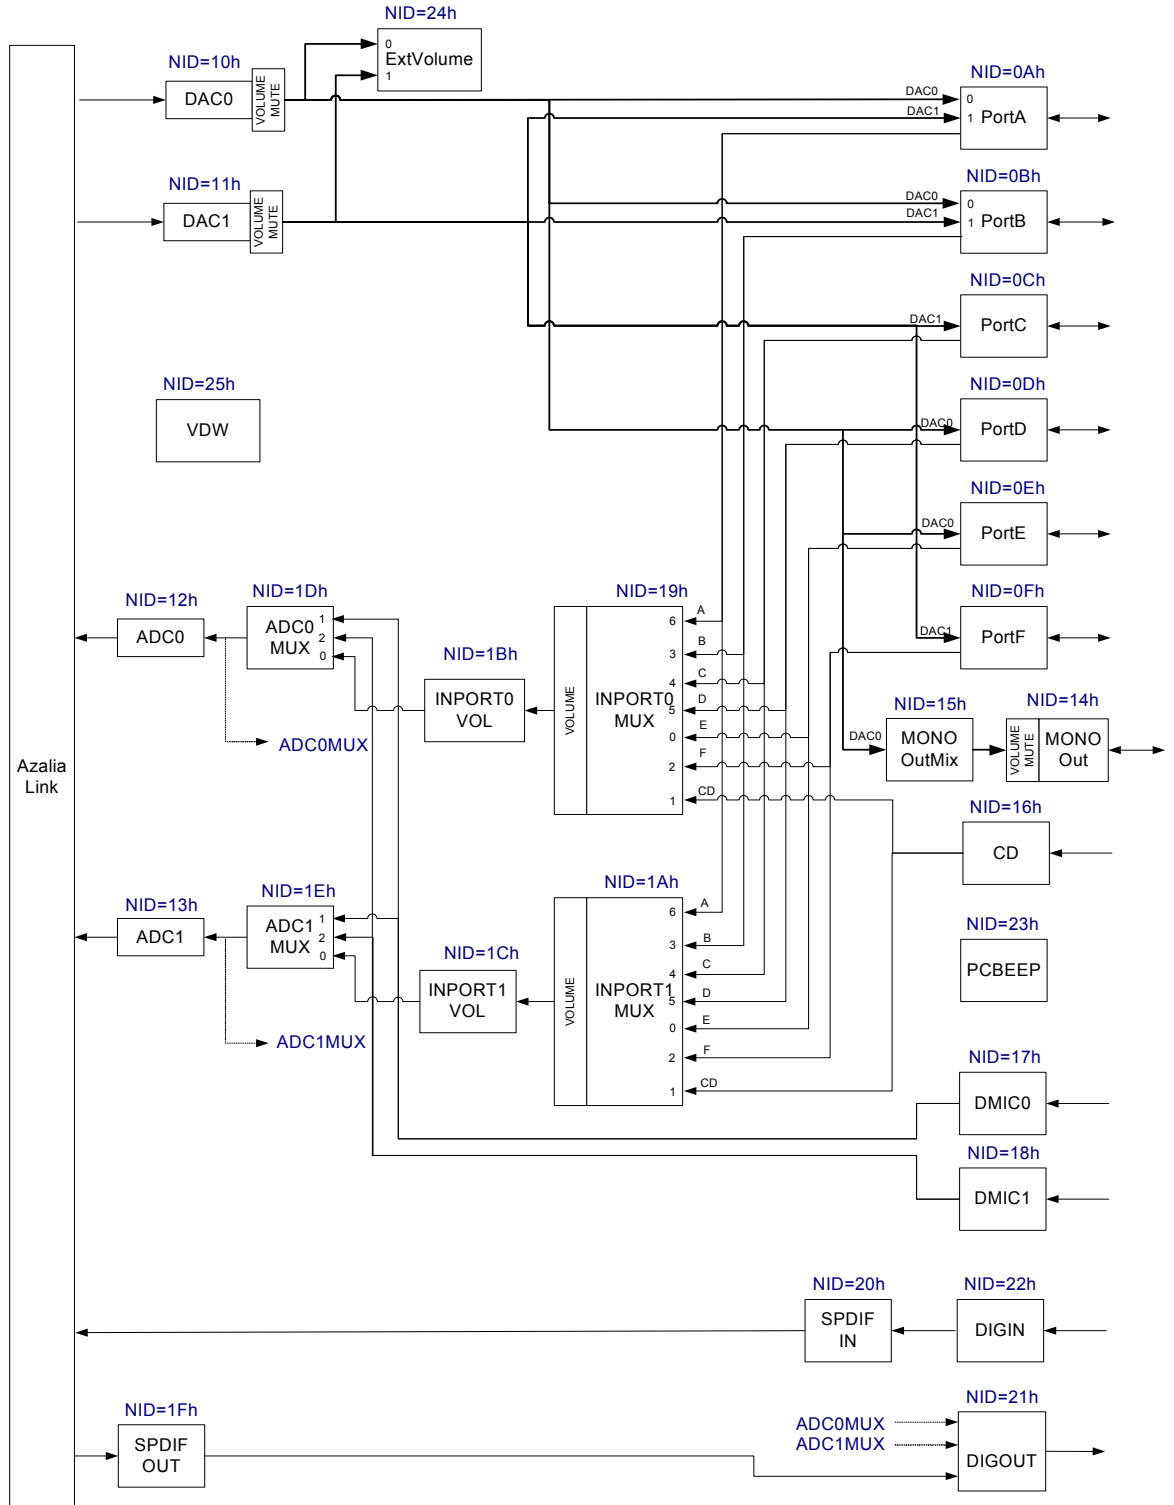 NID=24h
0
ExtVolume
1
NID=10h
DAC0
VOLUME
MUTE
NID=0Ah
DAC0
0
DAC1
1
PortA
NID=11h
DAC1
VOLUME
MUTE
NID=0Bh
DAC0
0
DAC1
1
PortB
NID=0Ch
DAC1
PortC
NID=25h
VDW
NID=0Dh
DAC0
PortD
NID=0Eh
DAC0
PortE
NID=0Fh
DAC1
PortF
NID=12h
ADC0
NID=1Dh
ADC0
MUX
1
2
0
ADC0MUX
NID=1Bh
INPORT0
VOL
NID=19h
VOLUME
INPORT0
MUX
6
A
3
B
4
C
5
D
0
E
2
F
1
CD
NID=15h
DAC0
MONO
OutMix
NID=14h
VOLUME
MUTE
MONO
Out
Azalia
Link
NID=16h
CD
NID=13h
ADC1
NID=1Eh
ADC1
MUX
1
2
0
ADC1MUX
NID=1Ch
INPORT1
VOL
NID=1Ah
VOLUME
INPORT1
MUX
6
A
3
B
4
C
5
D
0
E
2
F
1
CD
NID=23h
PCBEEP
NID=17h
DMIC0
NID=18h
DMIC1
NID=20h
SPDIF
IN
NID=22h
DIGIN
NID=1Fh
SPDIF
OUT
NID=21h
ADC0MUX
ADC1MUX
DIGOUT